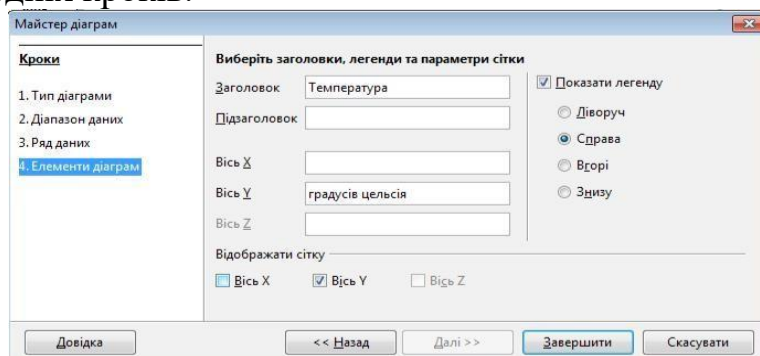 Майстер діаграм
Кроки
1. Тип діаграми
2. Діапазон даних
3. Ряд даних
4. Елементи діаграм
Виберіть заголовки, легенди та параметри сітки
Заголовок Температура
Підзаголовок
Вісь X
Вісь Y градусів цельсія
Вісь Z
Показати легенду
Ліворуч
Справа
Вгорі
Знизу
Відображати сітку
Вісь X Вісь Y Вісь Z
Довідка << Назад Далі >> Завершити Скасувати